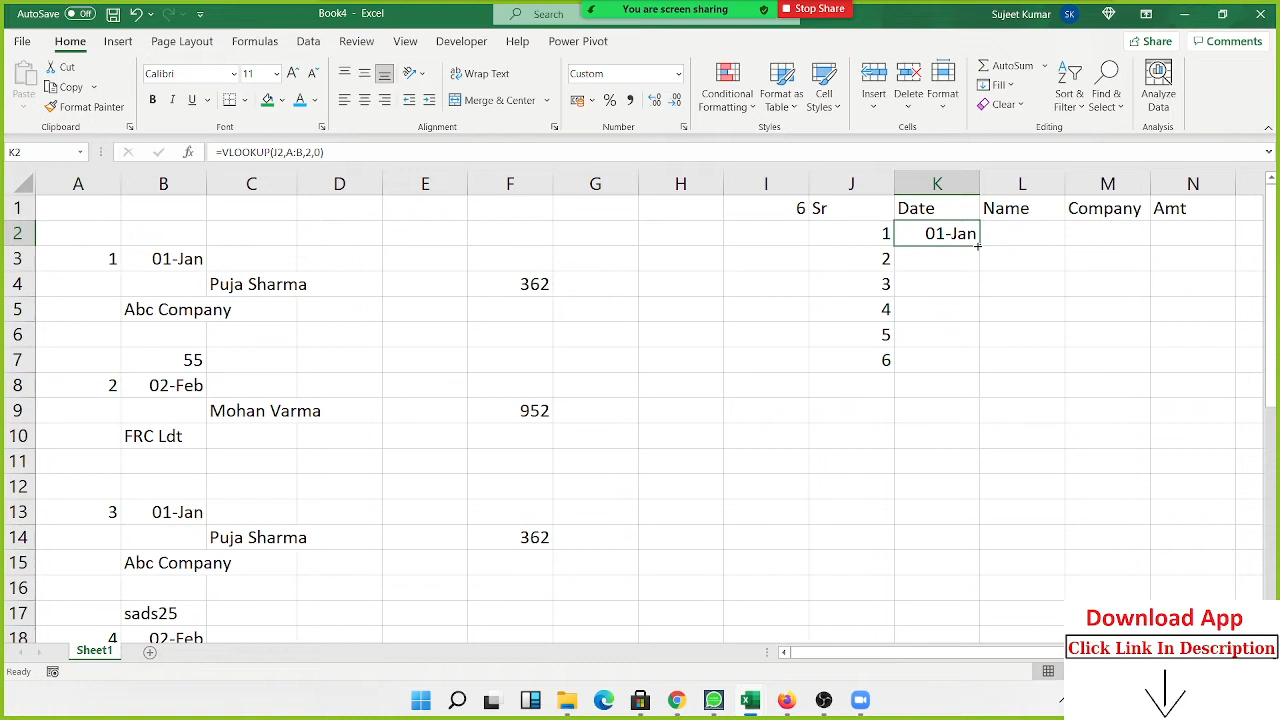 AutoSave Off
Book4 - Excel
Search
You are screen sharing
Stop Share
Sujeet Kumar SK
File Home Insert Page Layout Formulas Data Review View Developer Help Power Pivot Share Comments
Paste
Cut
Copy
Format Painter
Clipboard
Calibri 11
B I U
Font
Wrap Text
Merge & Center
Alignment
Custom
Number
Conditional Formatting
Format as Table
Cell Styles
Styles
Insert
Delete
Format
Cells
AutoSum
Fill
Clear
Sort & Filter
Find & Select
Editing
Analyze Data
Analysis
K2 fx =VLOOKUP(J2,A:B,2,0)
A B C D E F G H I J K L M N
1 6 Sr Date Name Company Amt
2 1 01-Jan
3 1 01-Jan 2
4 Puja Sharma 362 3
5 Abc Company 4
6 5
7 55 6
8 2 02-Feb
9 Mohan Varma 952
10 FRC Ldt
11
12
13 3 01-Jan
14 Puja Sharma 362
15 Abc Company
16
17 sads25
18 4 02-Feb
Download App
Click Link In Description
Sheet1
Ready